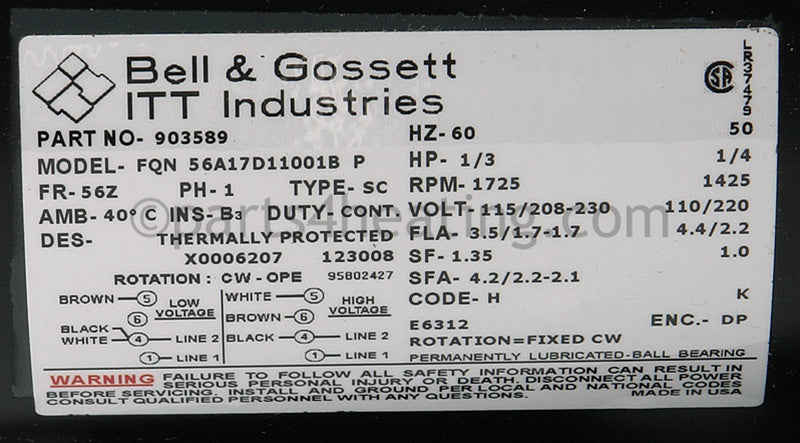 Bell & Gossett
ITT Industries
LR37479
PART NO- 903589
MODEL- FQN 56A17D11001B P
FR-56Z PH-1 TYPE-SC
AMB-40°C INS-B3 DUTY-CONT.
DES- THERMALLY PROTECTED
X0006207 123008
ROTATION: CW-OPE 95802427
HZ-60 50
HP- 1/3 1/4
RPM-1725 1425
VOLT-115/208-230 110/220
FLA- 3.5/1.7-1.7 4.4/2.2
SF-1.35 1.0
SFA-4.2/2.2-2.1
CODE-H K
E6312 ENC.- DP
ROTATION=FIXED CW
PERMANENTLY LUBRICATED-BALL BEARING
BROWN 5 LOW VOLTAGE
6
BLACK
WHITE 4 LINE 2
1 LINE 1
WHITE 5 HIGH VOLTAGE
BROWN 6
BLACK 4 LINE 2
1 LINE 1
WARNING FAILURE TO FOLLOW ALL SAFETY INFORMATION CAN RESULT IN
SERIOUS PERSONAL INJURY OR DEATH. DISCONNECT ALL POWER
BEFORE SERVICING. INSTALL AND GROUND PER LOCAL AND NATIONAL CODES
CONSULT QUALIFIED PERSONNEL WITH ANY QUESTIONS. MADE IN USA
©parts4heating.com